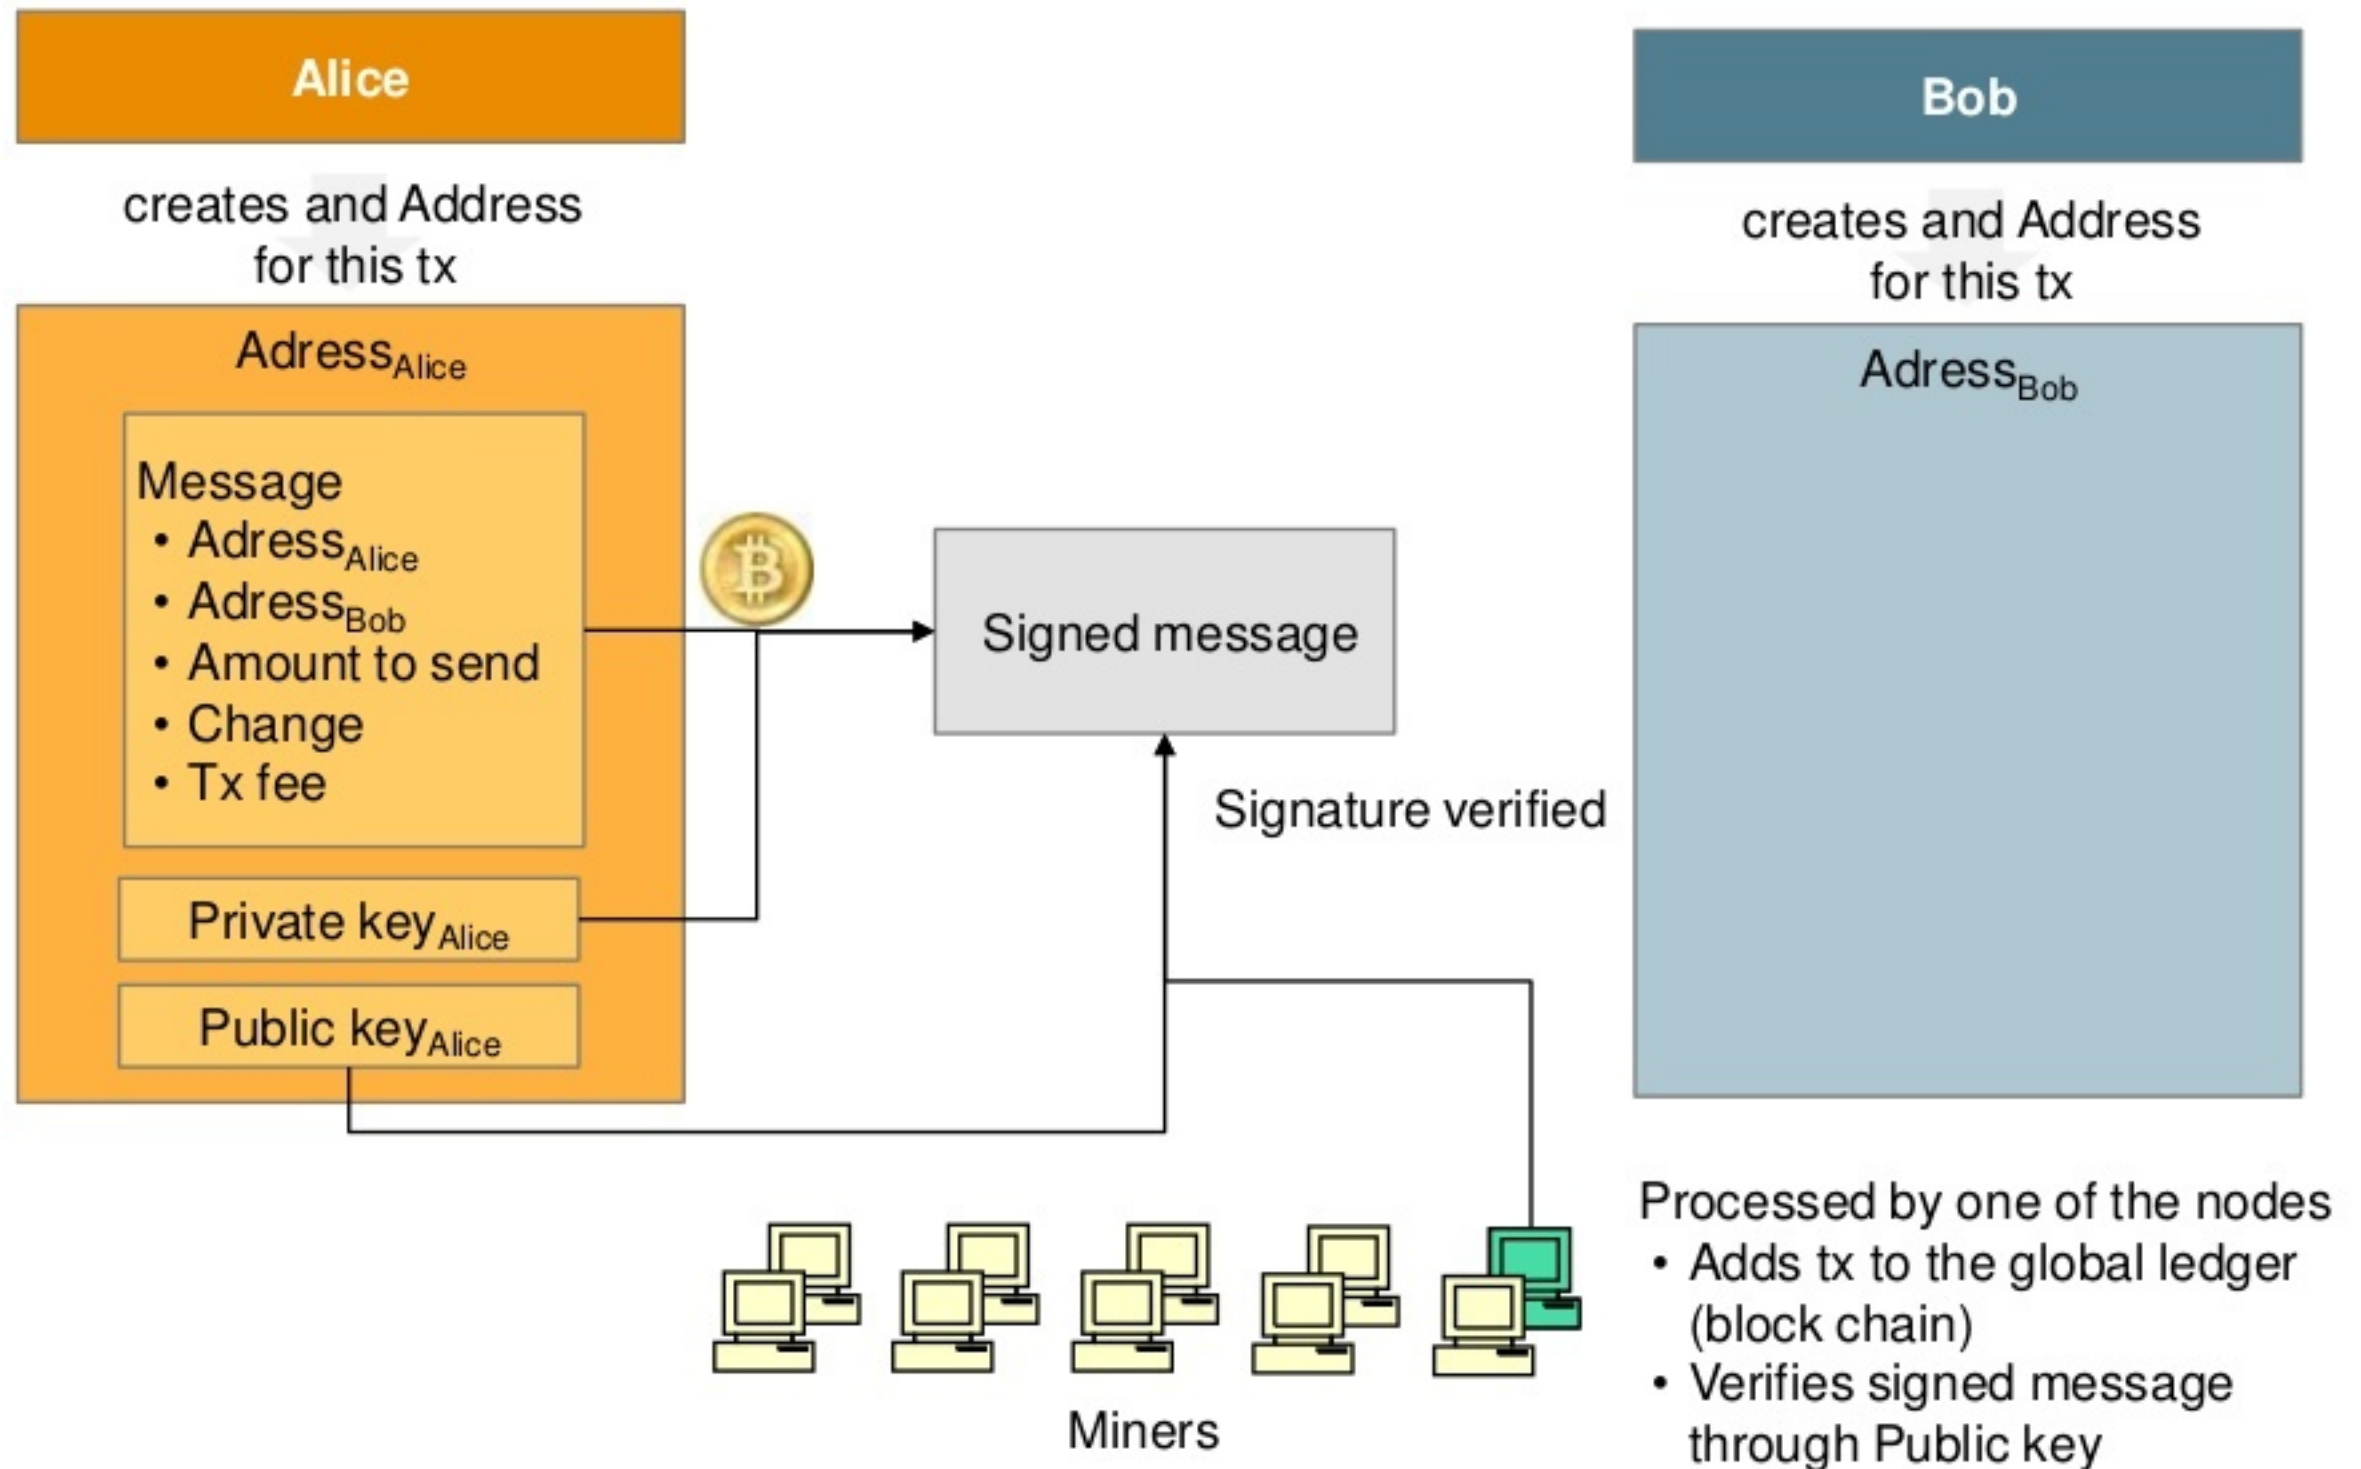 Alice
creates and Address
for this tx
AdressAlice
Message
• AdressAlice
• AdressBob
• Amount to send
• Change
• Tx fee
Private keyAlice
Public keyAlice
Signed message
Signature verified
Miners
Bob
creates and Address
for this tx
AdressBob
Processed by one of the nodes
• Adds tx to the global ledger
(block chain)
• Verifies signed message
through Public key